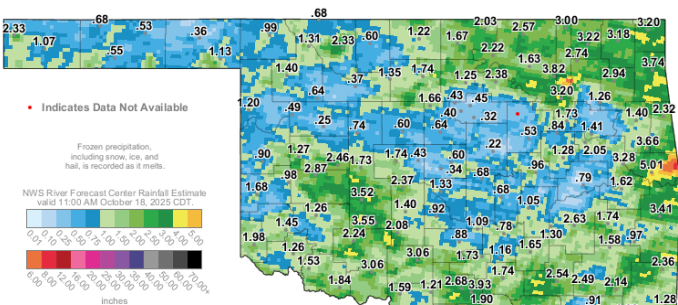 .68
2.33 .68 .53 .36 .99 1.31 2.33 .60 1.22 1.67 2.03 2.57 3.00 3.20
1.07 .55 1.13 2.22 1.63 2.74 3.22 3.18
1.40 .37 1.35 1.74 1.25 2.38 3.82 2.94 3.74
.64 1.66 .43 .45 3.20 1.26
1.20 .49 .40 .32 1.73 1.40 2.32
• Indicates Data Not Available
.25 .74 .60 .64 .53 .84 1.41
Frozen precipitation,
including snow, ice, and
hail, is recorded as it melts.
.90 1.27 2.46 1.73 1.74 .43 .60 .22 1.28 2.05 3.28 3.66
.98 2.87 .34 .68 .96 5.01
NWS River Forecast Center Rainfall Estimate
valid 11:00 AM October 18, 2025 CDT.
1.68 3.52 2.37 1.33 .68 .79 1.62
1.26 1.40 .92 1.05 3.41
1.45 3.55 2.08 1.09 .78 2.63 1.74
1.98 2.24 .88 1.30 1.58 .97
1.26 3.06 1.73 1.16 1.65
1.53 3.06 1.74 2.36
1.84 1.59 1.21 2.68 3.93 2.54 2.49 2.14
1.90 .91 1.28
0.01 0.10 0.25 0.50 0.75 1.00 1.50 2.00 2.50 3.00 4.00 5.00
6.00 8.00 12.00 16.00 20.00 25.00 30.00 35.00 40.00 50.00 60.00 70.00+
inches